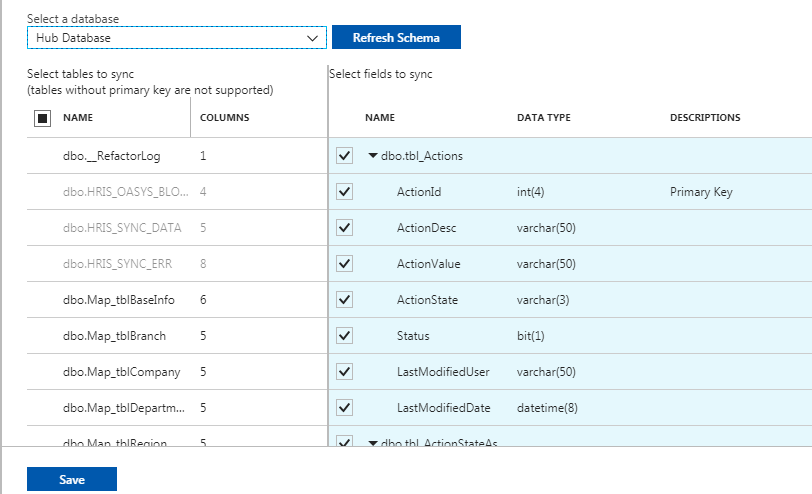 Select a database
Hub Database
Refresh Schema
Select tables to sync
(tables without primary key are not supported)
NAME COLUMNS
dbo.__RefactorLog 1
dbo.HRIS_OASYS_BLO... 4
dbo.HRIS_SYNC_DATA 5
dbo.HRIS_SYNC_ERR 8
dbo.Map_tblBaseInfo 6
dbo.Map_tblBranch 5
dbo.Map_tblCompany 5
dbo.Map_tblDepartm... 5
dbo.Map_tblRegion 5
Select fields to sync
NAME DATA TYPE DESCRIPTIONS
dbo.tbl_Actions
ActionId int(4) Primary Key
ActionDesc varchar(50)
ActionValue varchar(50)
ActionState varchar(3)
Status bit(1)
LastModifiedUser varchar(50)
LastModifiedDate datetime(8)
dbo.tbl_ActionStateAs
Save